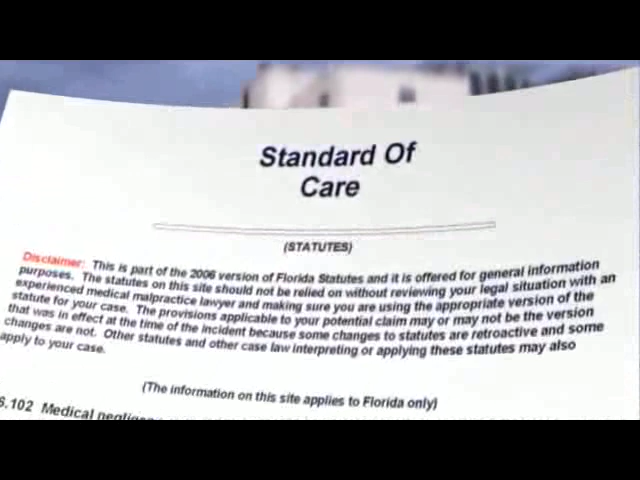 Standard Of
Care
(STATUTES)
Disclaimer: This is part of the 2006 version of Florida Statutes and it is offered for general information
purposes. The statutes on this site should not be relied on without reviewing your legal situation with an
experienced medical malpractice lawyer and making sure you are using the appropriate version of the
statute for your case. The provisions applicable to your potential claim may or may not be the version
that was in effect at the time of the incident because some changes to statutes are retroactive and some
changes are not. Other statutes and other case law interpreting or applying these statutes may also
apply to your case.
(The information on this site applies to Florida only)
6.102 Medical negligenc